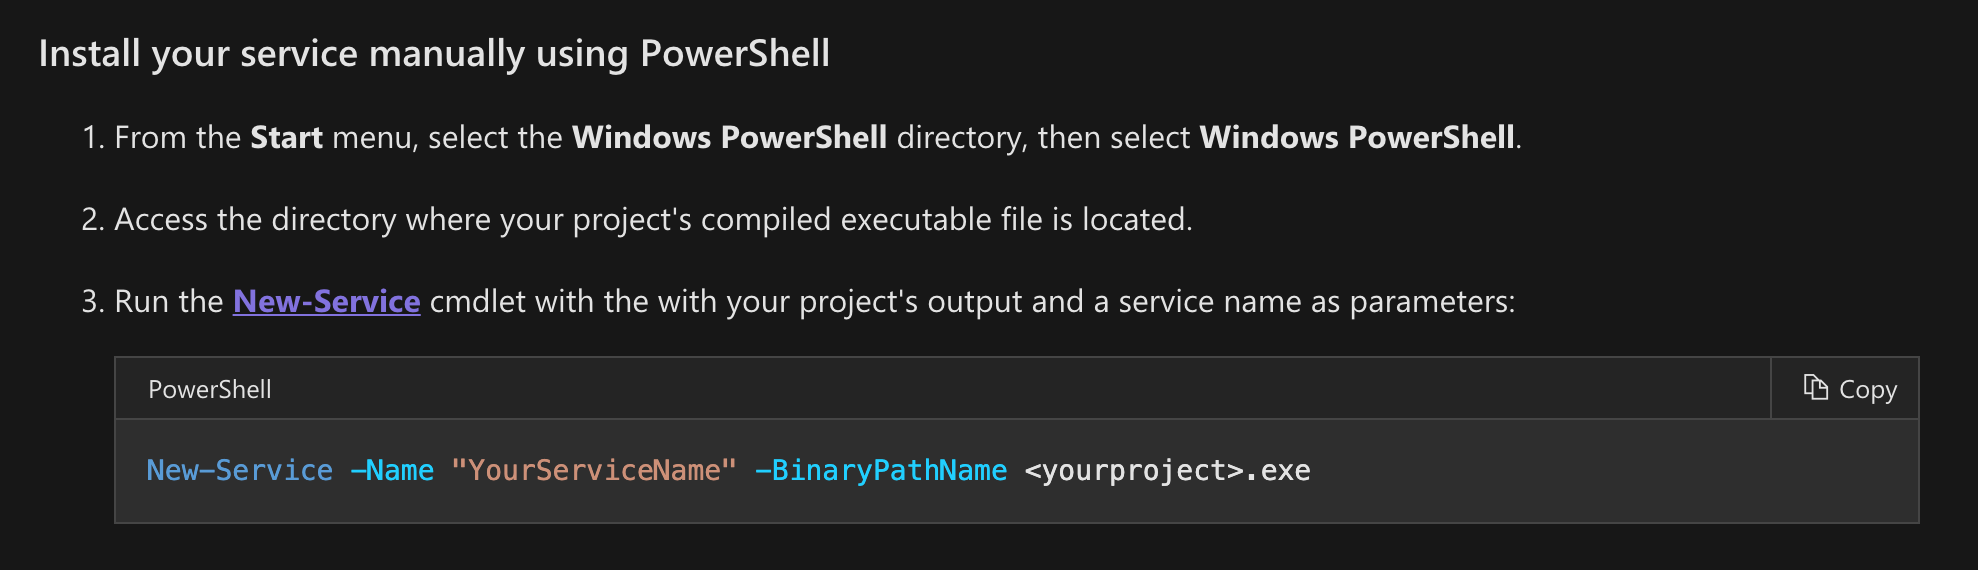 Install your service manually using PowerShell
1. From the Start menu, select the Windows PowerShell directory, then select Windows PowerShell.
2. Access the directory where your project's compiled executable file is located.
3. Run the New-Service cmdlet with the with your project's output and a service name as parameters:
PowerShell
Copy
New-Service -Name "YourServiceName" -BinaryPathName <yourproject>.exe